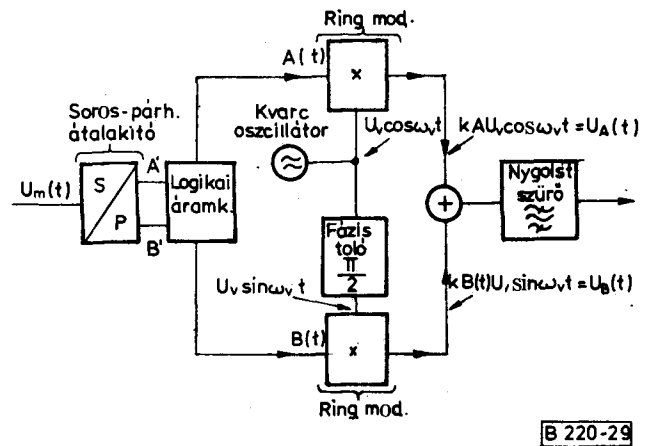 Ring mod.
A(t)
x
Soros-párh.
átalakító
Kvarc
oszcillátor
U_v cosω_v t
kAU_v cosω_v t = U_A(t)
U_m(t)
S
P
A'
B'
Logikai
áramk.
Nygolst
szűrő
+
Fázis
toló
π
2
U_v sinω_v t
kB(t)U_v sinω_v t = U_B(t)
B(t)
x
Ring mod.
B 220-29